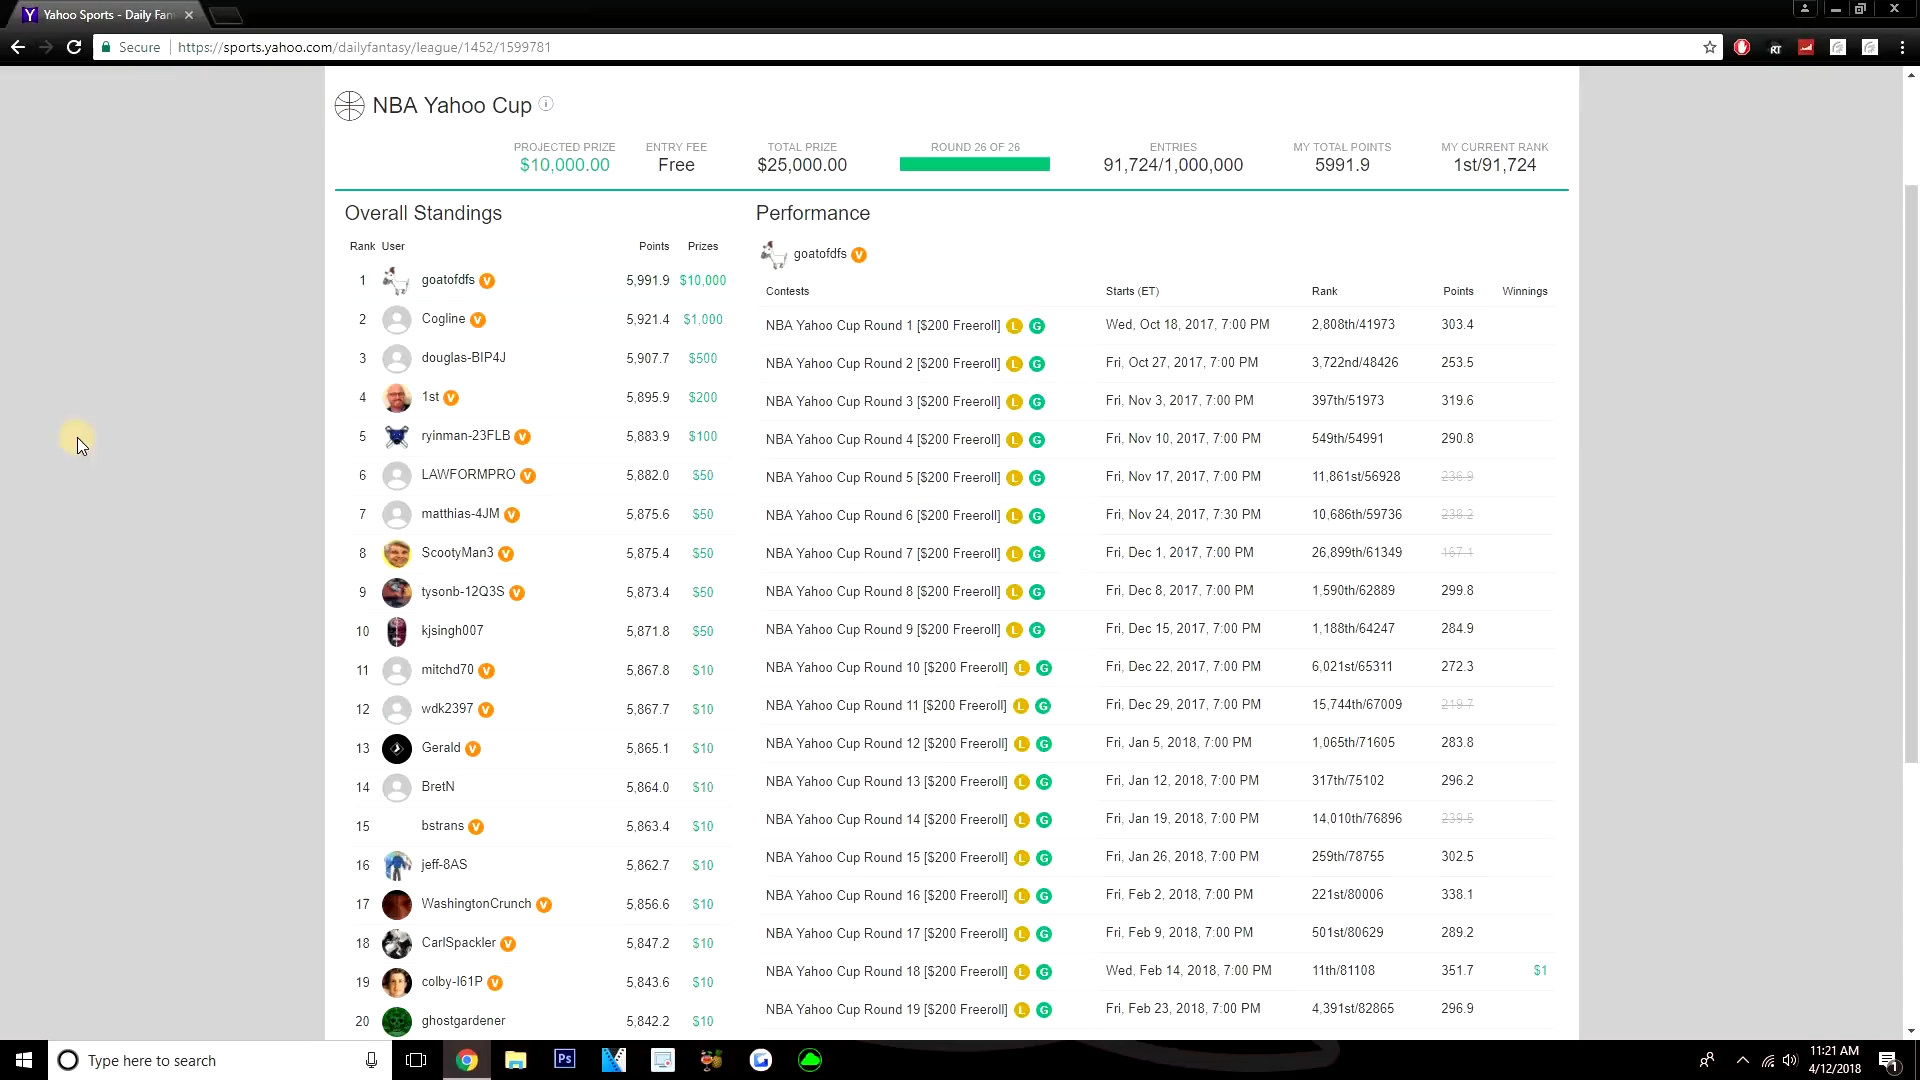 Yahoo Sports - Daily Fan
Secure
https://sports.yahoo.com/dailyfantasy/league/1452/1599781
NBA Yahoo Cup
PROJECTED PRIZE ENTRY FEE TOTAL PRIZE ROUND 26 OF 26 ENTRIES MY TOTAL POINTS MY CURRENT RANK
$10,000.00 Free $25,000.00 91,724/1,000,000 5991.9 1st/91,724
Overall Standings
Rank User Points Prizes
1 goatofdfs V 5,991.9 $10,000
2 Cogline V 5,921.4 $1,000
3 douglas-BIP4J 5,907.7 $500
4 1st V 5,895.9 $200
5 ryinman-23FLB V 5,883.9 $100
6 LAWFORMPRO V 5,882.0 $50
7 matthias-4JM V 5,875.6 $50
8 ScootyMan3 V 5,875.4 $50
9 tysonb-12Q3S V 5,873.4 $50
10 kjsingh007 5,871.8 $50
11 mitchd70 V 5,867.8 $10
12 wdk2397 V 5,867.7 $10
13 Gerald V 5,865.1 $10
14 BretN 5,864.0 $10
15 bstrans V 5,863.4 $10
16 jeff-8AS 5,862.7 $10
17 WashingtonCrunch V 5,856.6 $10
18 CarlSpackler V 5,847.2 $10
19 colby-I61P V 5,843.6 $10
20 ghostgardener 5,842.2 $10
Performance
goatofdfs V
Contests Starts (ET) Rank Points Winnings
NBA Yahoo Cup Round 1 [$200 Freeroll] L G Wed, Oct 18, 2017, 7:00 PM 2,808th/41973 303.4
NBA Yahoo Cup Round 2 [$200 Freeroll] L G Fri, Oct 27, 2017, 7:00 PM 3,722nd/48426 253.5
NBA Yahoo Cup Round 3 [$200 Freeroll] L G Fri, Nov 3, 2017, 7:00 PM 397th/51973 319.6
NBA Yahoo Cup Round 4 [$200 Freeroll] L G Fri, Nov 10, 2017, 7:00 PM 549th/54991 290.8
NBA Yahoo Cup Round 5 [$200 Freeroll] L G Fri, Nov 17, 2017, 7:00 PM 11,861st/56928 236.9
NBA Yahoo Cup Round 6 [$200 Freeroll] L G Fri, Nov 24, 2017, 7:30 PM 10,686th/59736 238.2
NBA Yahoo Cup Round 7 [$200 Freeroll] L G Fri, Dec 1, 2017, 7:00 PM 26,899th/61349 167.1
NBA Yahoo Cup Round 8 [$200 Freeroll] L G Fri, Dec 8, 2017, 7:00 PM 1,590th/62889 299.8
NBA Yahoo Cup Round 9 [$200 Freeroll] L G Fri, Dec 15, 2017, 7:00 PM 1,188th/64247 284.9
NBA Yahoo Cup Round 10 [$200 Freeroll] L G Fri, Dec 22, 2017, 7:00 PM 6,021st/65311 272.3
NBA Yahoo Cup Round 11 [$200 Freeroll] L G Fri, Dec 29, 2017, 7:00 PM 15,744th/67009 219.7
NBA Yahoo Cup Round 12 [$200 Freeroll] L G Fri, Jan 5, 2018, 7:00 PM 1,065th/71605 283.8
NBA Yahoo Cup Round 13 [$200 Freeroll] L G Fri, Jan 12, 2018, 7:00 PM 317th/75102 296.2
NBA Yahoo Cup Round 14 [$200 Freeroll] L G Fri, Jan 19, 2018, 7:00 PM 14,010th/76896 239.5
NBA Yahoo Cup Round 15 [$200 Freeroll] L G Fri, Jan 26, 2018, 7:00 PM 259th/78755 302.5
NBA Yahoo Cup Round 16 [$200 Freeroll] L G Fri, Feb 2, 2018, 7:00 PM 221st/80006 338.1
NBA Yahoo Cup Round 17 [$200 Freeroll] L G Fri, Feb 9, 2018, 7:00 PM 501st/80629 289.2
NBA Yahoo Cup Round 18 [$200 Freeroll] L G Wed, Feb 14, 2018, 7:00 PM 11th/81108 351.7 $1
NBA Yahoo Cup Round 19 [$200 Freeroll] L G Fri, Feb 23, 2018, 7:00 PM 4,391st/82865 296.9
Type here to search
Ps
11:21 AM
4/12/2018
1